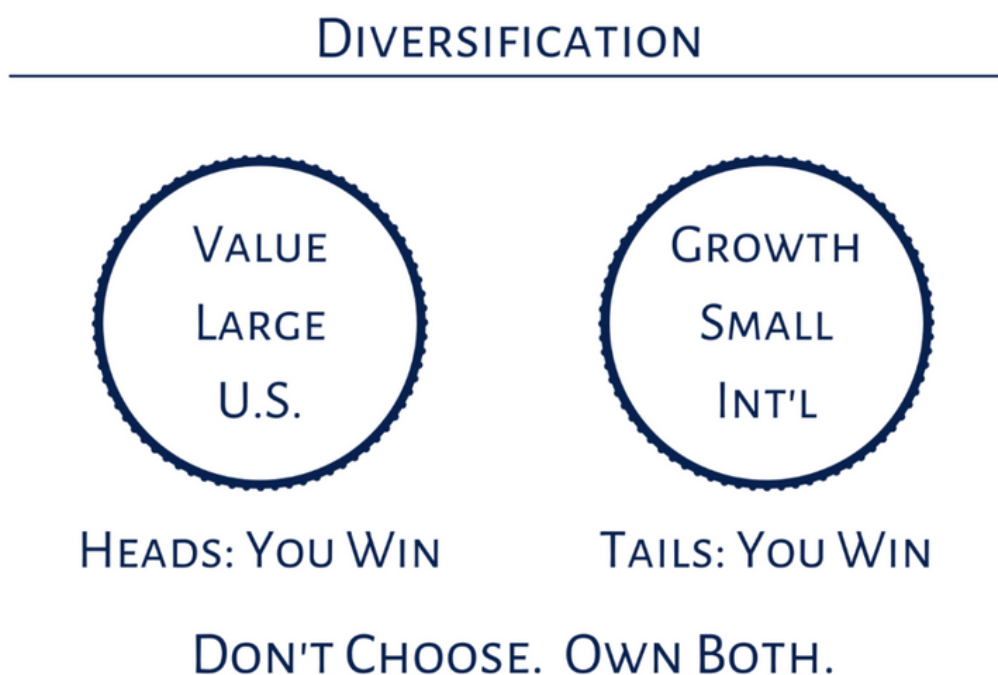 Diversification
Value
Large
U.S.
Growth
Small
Int'l
Heads: You Win
Tails: You Win
Don't Choose. Own Both.